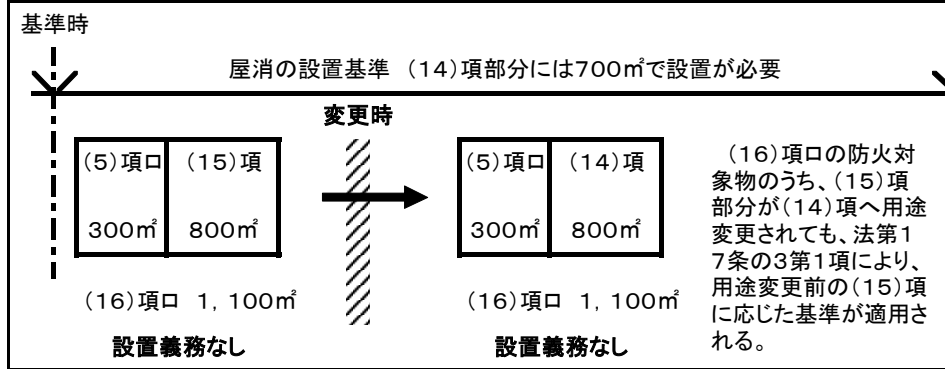 基準時
屋消の設置基準 (14)項部分には700㎡で設置が必要
変更時
(5)項ロ (15)項
300㎡ 800㎡
(16)項ロ 1,100㎡
設置義務なし
(5)項ロ (14)項
300㎡ 800㎡
(16)項ロ 1,100㎡
設置義務なし
(16)項ロの防火対
象物のうち、(15)項
部分が(14)項へ用途
変更されても、法第1
7条の3第1項により、
用途変更前の(15)項
に応じた基準が適用さ
れる。